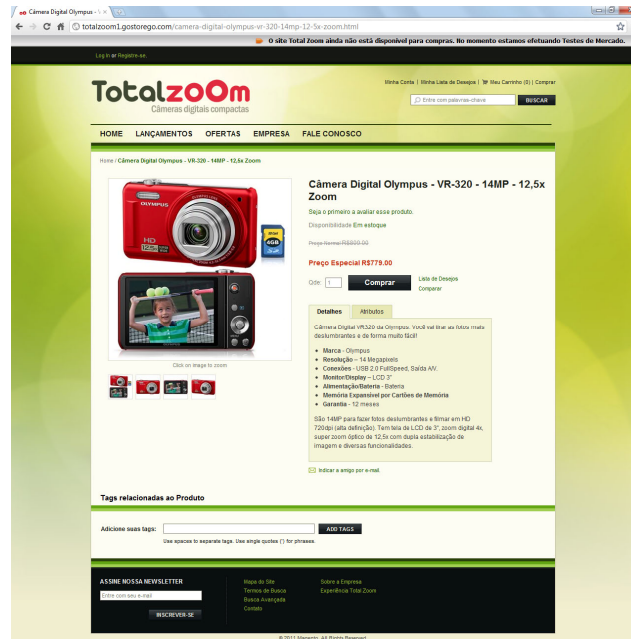 Câmera Digital Olympus - V
totalzoom1.gostorego.com/camera-digital-olympus-vr-320-14mp-12-5x-zoom.html
O site Total Zoom ainda não está disponível para compras. No momento estamos efetuando Testes de Mercado.
Log In or Registre-se.
TotalzoOm
Câmeras digitais compactas
Minha Conta | Minha Lista de Desejos | Meu Carrinho (0) | Comprar
Entre com palavras-chave
BUSCAR
HOME LANÇAMENTOS OFERTAS EMPRESA FALE CONOSCO
Home / Câmera Digital Olympus - VR-320 - 14MP - 12,5x Zoom
OLYMPUS
HD
4GB
Click on image to zoom
Câmera Digital Olympus - VR-320 - 14MP - 12,5x
Zoom
Seja o primeiro a avaliar esse produto.
Disponibilidade Em estoque
Preço Normal R$899.00
Preço Especial R$779.00
Qde: 1 Comprar
Lista de Desejos
Comparar
Detalhes Atributos
Câmera Digital VR320 da Olympus. Você vai tirar as fotos mais
deslumbrantes e de forma muito fácil!
• Marca - Olympus
• Resolução – 14 Megapixels
• Conexões - USB 2.0 FullSpeed, Saída A/V.
• Monitor/Display – LCD 3"
• Alimentação/Bateria - Bateria
• Memória Expansível por Cartões de Memória
• Garantia - 12 meses
São 14MP para fazer fotos deslumbrantes e filmar em HD
720dpi (alta definição). Tem tela de LCD de 3", zoom digital 4x,
super zoom óptico de 12,5x com dupla estabilização de
imagem e diversas funcionalidades.
Indicar a amigo por e-mail.
Tags relacionadas ao Produto
Adicione suas tags: ADD TAGS
Use spaces to separate tags. Use single quotes (') for phrases.
ASSINE NOSSA NEWSLETTER
Entre com seu e-mail
INSCREVER-SE
Mapa do Site
Termos de Busca
Busca Avançada
Contato
Sobre a Empresa
Experiência Total Zoom
© 2011 Magento. All Rights Reserved.